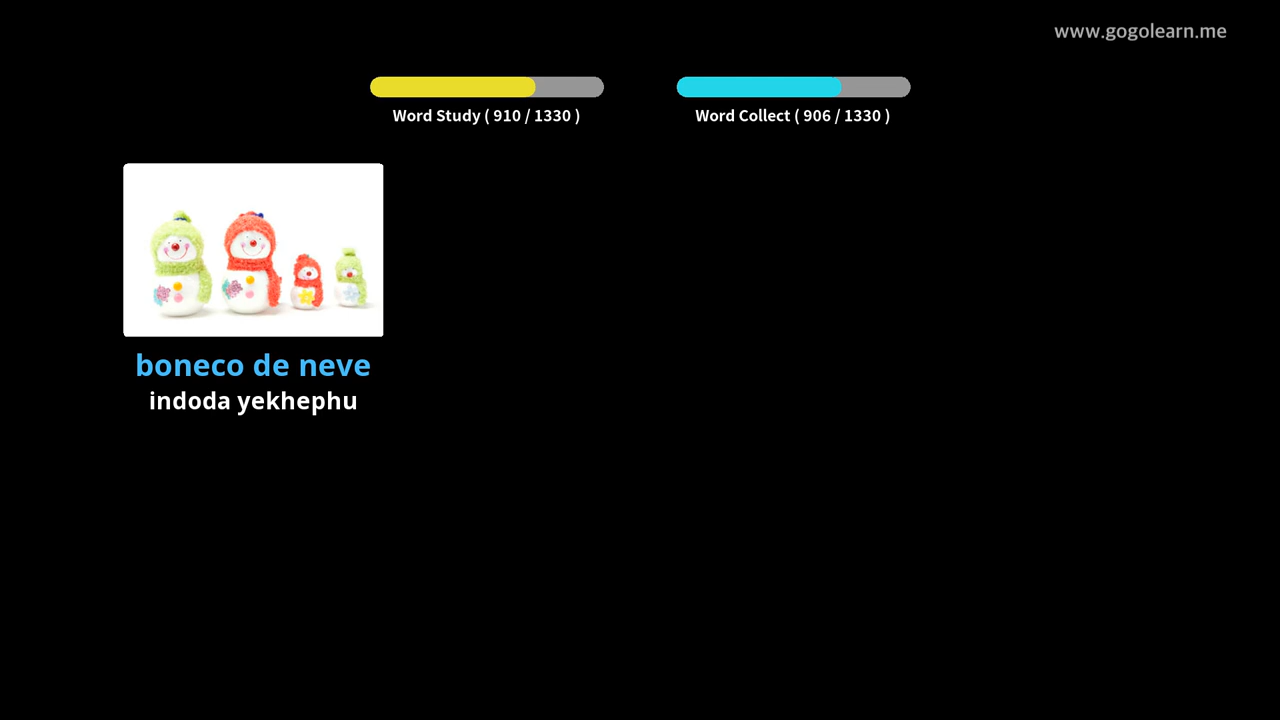 www.gogolearn.me
Word Study ( 910 / 1330 )
Word Collect ( 906 / 1330 )
boneco de neve
indoda yekhephu